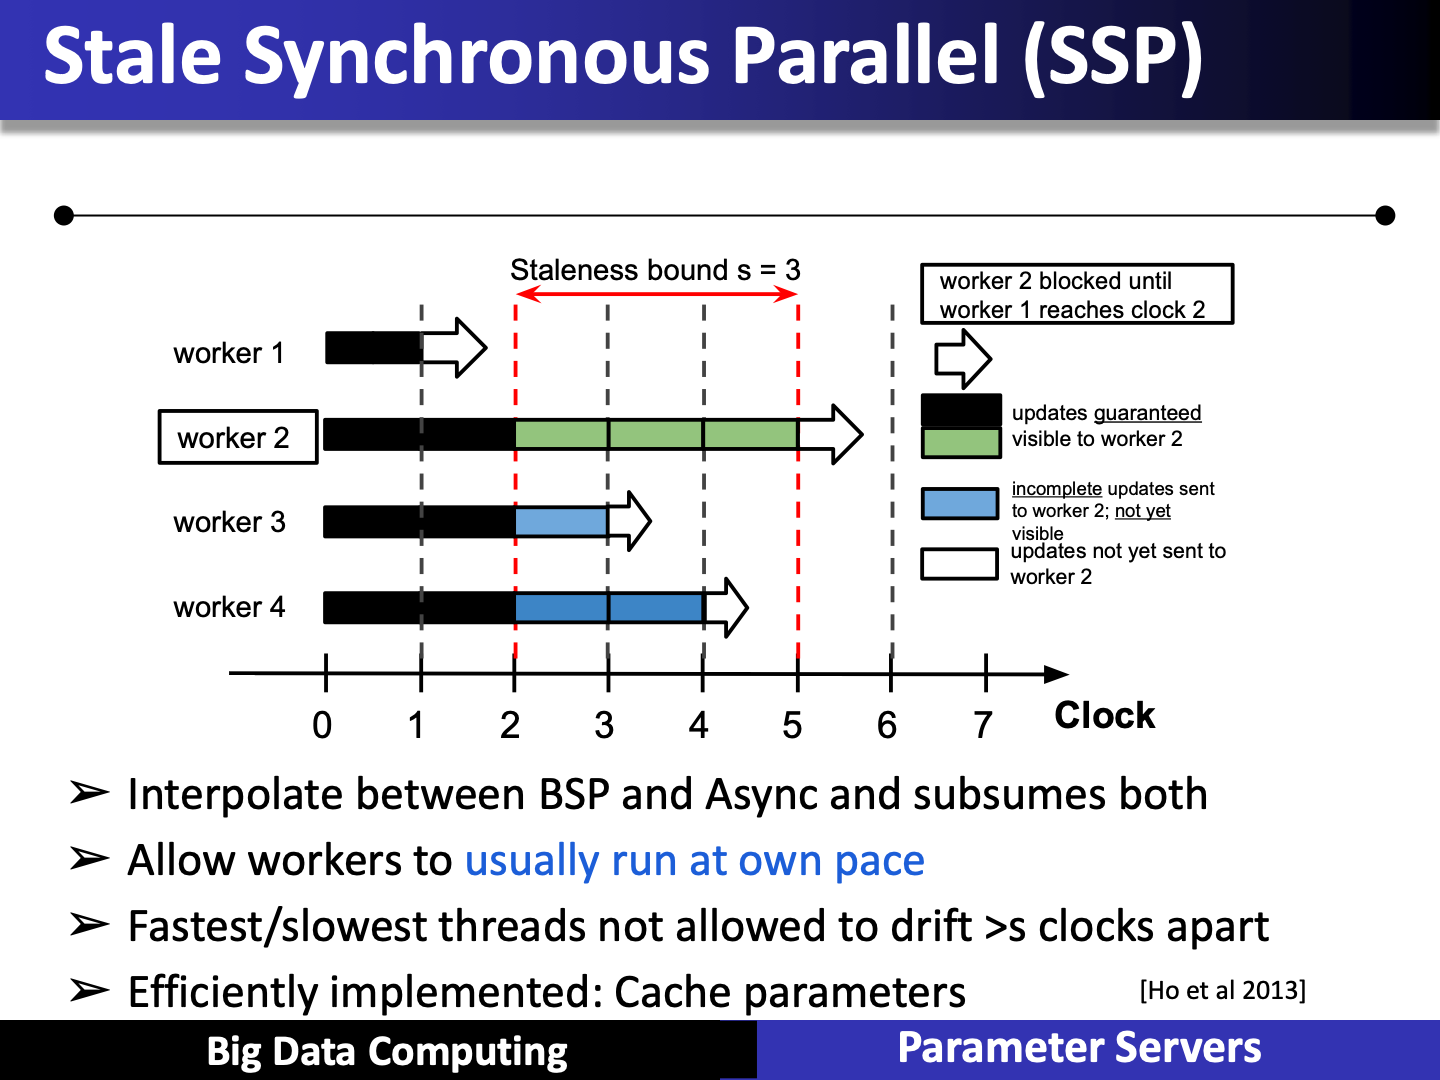 Stale Synchronous Parallel (SSP)
Staleness bound s = 3
worker 2 blocked until
worker 1 reaches clock 2
worker 1
worker 2
worker 3
worker 4
updates guaranteed
visible to worker 2
incomplete updates sent
to worker 2; not yet
visible
updates not yet sent to
worker 2
0 1 2 3 4 5 6 7
Clock
➢ Interpolate between BSP and Async and subsumes both
➢ Allow workers to usually run at own pace
➢ Fastest/slowest threads not allowed to drift >s clocks apart
➢ Efficiently implemented: Cache parameters
[Ho et al 2013]
Big Data Computing
Parameter Servers